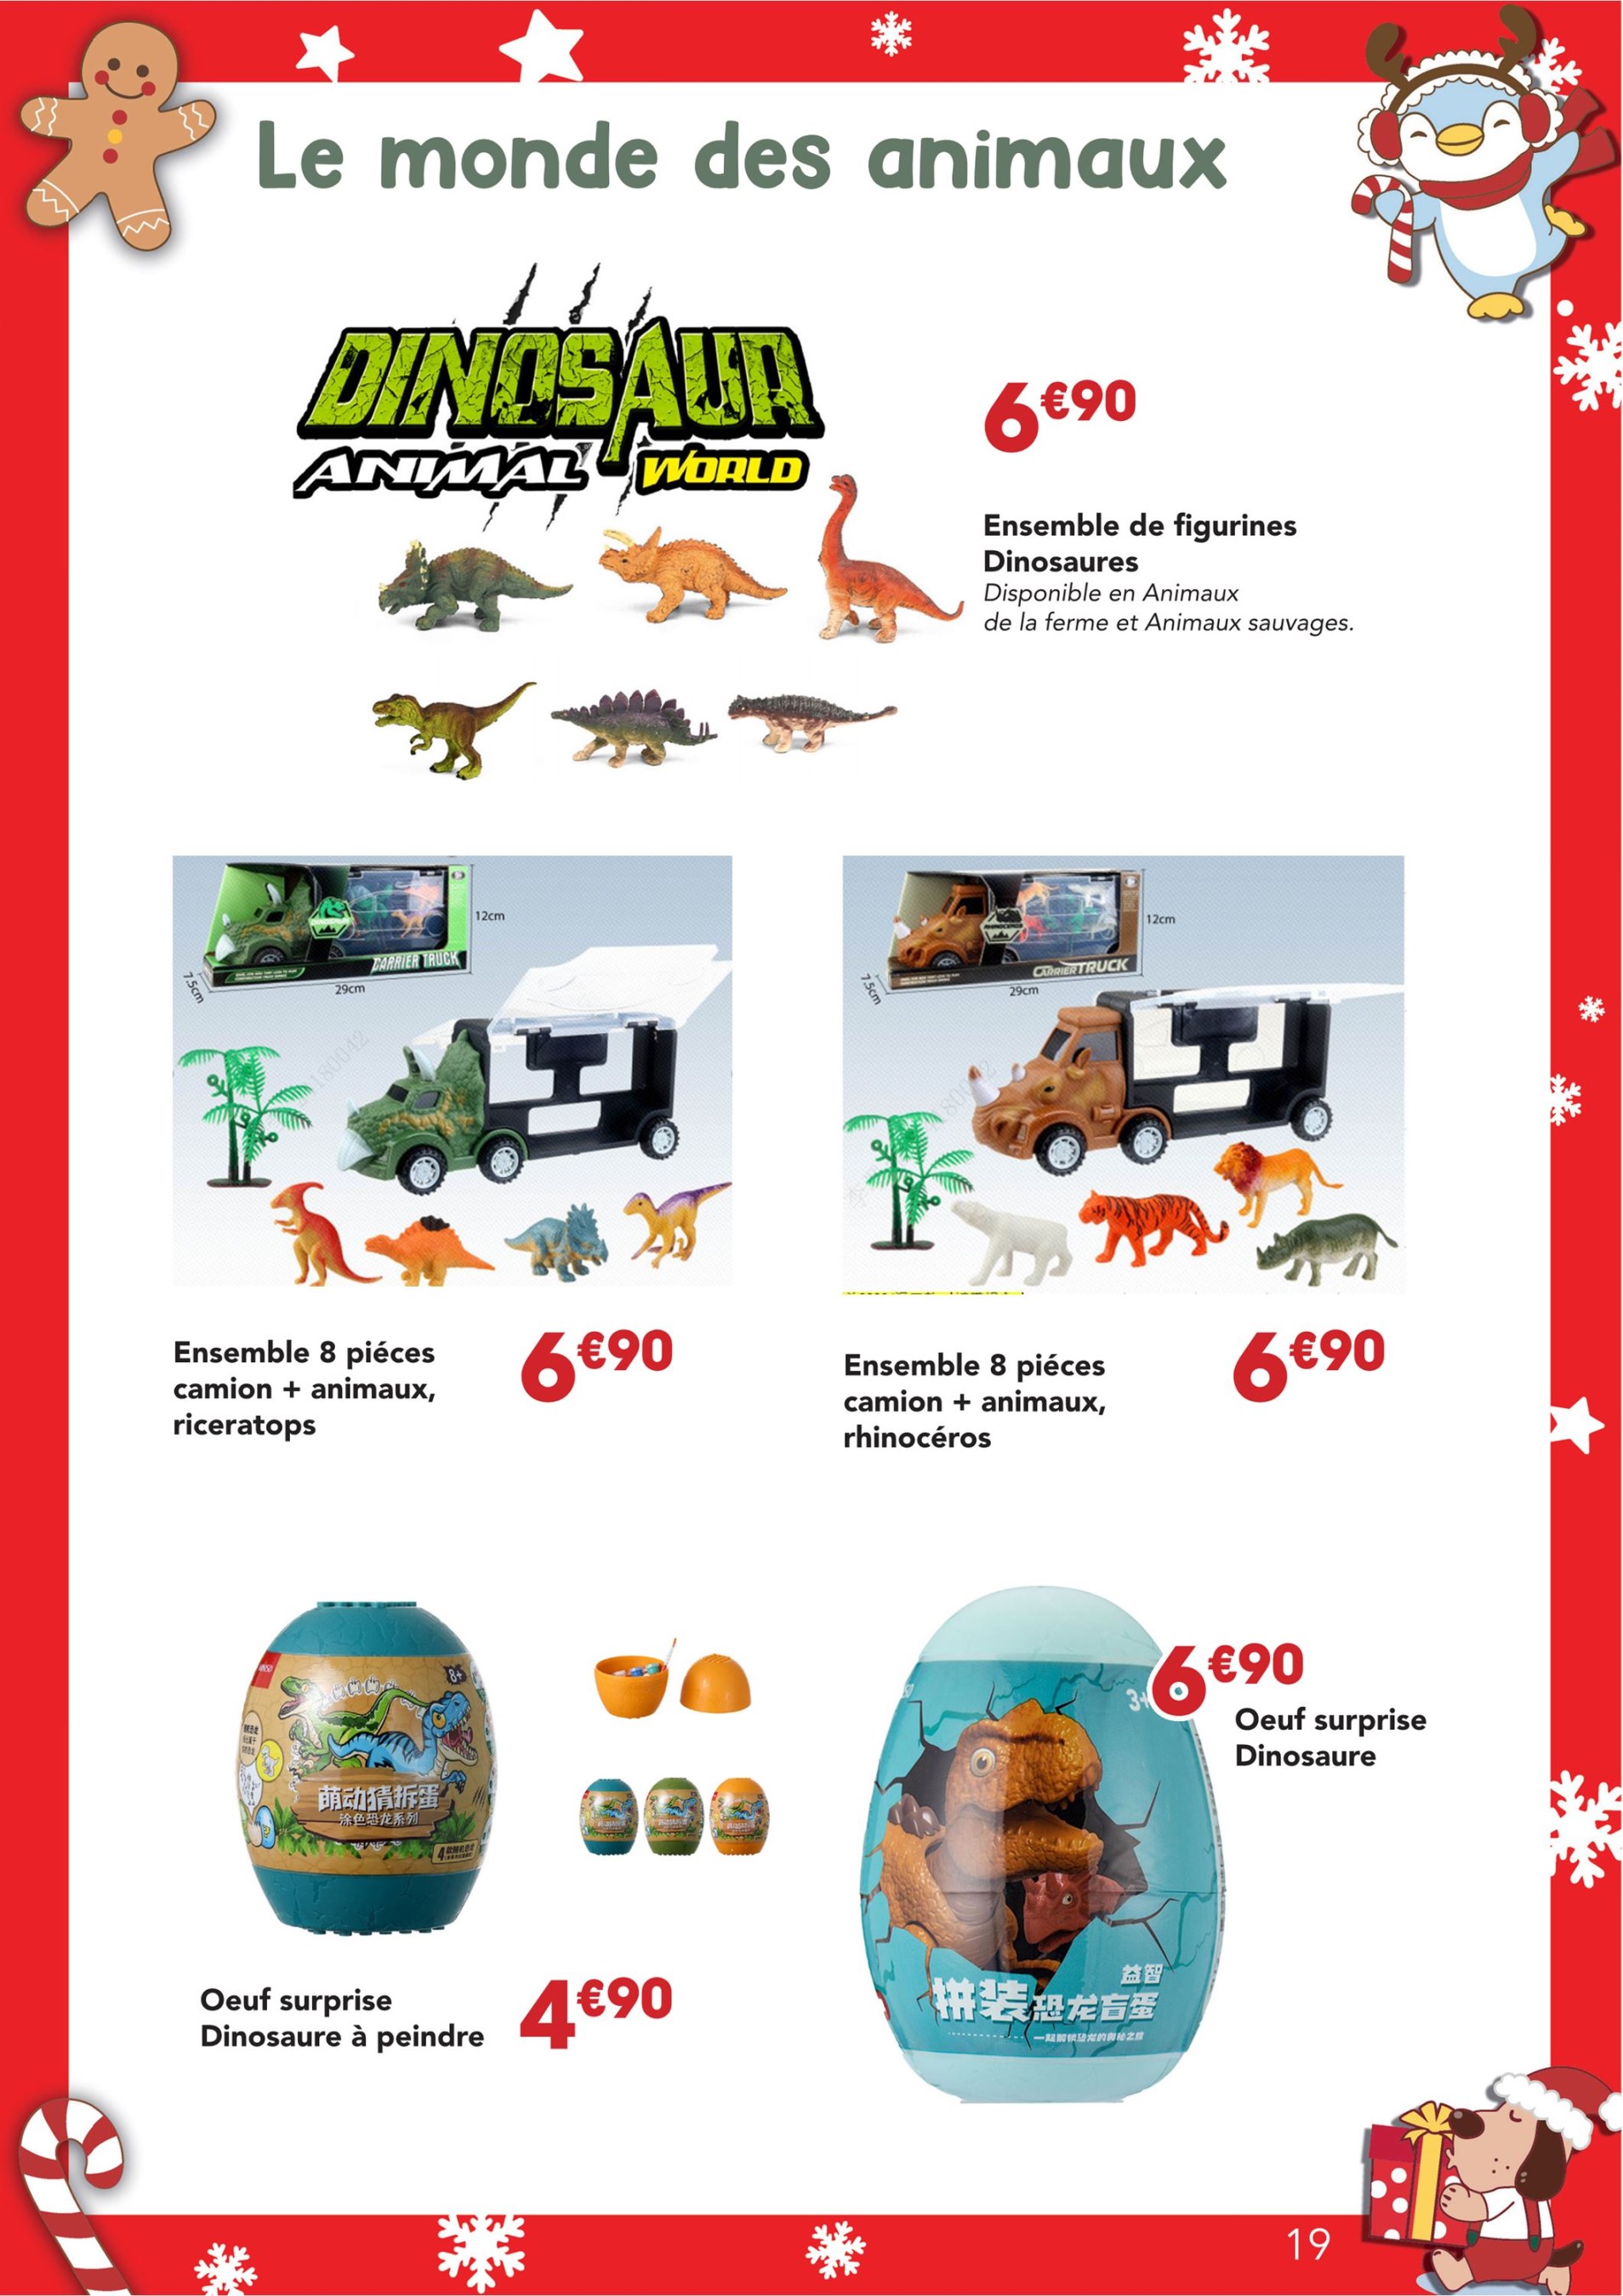 Le monde des animaux
DINOSAUR
ANIMAL WORLD
6€90
Ensemble de figurines
Dinosaures
Disponible en Animaux
de la ferme et Animaux sauvages.
12cm
CARRIER TRUCK
7.5cm
29cm
180042
12cm
RHINOCEROS
CARRIER TRUCK
7.5cm
29cm
Ensemble 8 piéces
camion + animaux,
riceratops
6€90
Ensemble 8 piéces
camion + animaux,
rhinocéros
6€90
8+
萌动猜拆蛋
涂色恐龙系列
Oeuf surprise
Dinosaure à peindre
4€90
3+
6€90
Oeuf surprise
Dinosaure
益智
拼装恐龙盲蛋
19